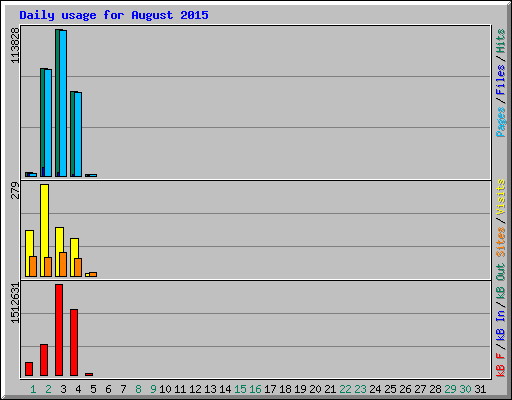 Daily usage for August 2015
113828
Pages / Files / Hits
279
Sites / Visits
1512631
kB F / kB In / kB Out
1 2 3 4 5 6 7 8 9 10 11 12 13 14 15 16 17 18 19 20 21 22 23 24 25 26 27 28 29 30 31